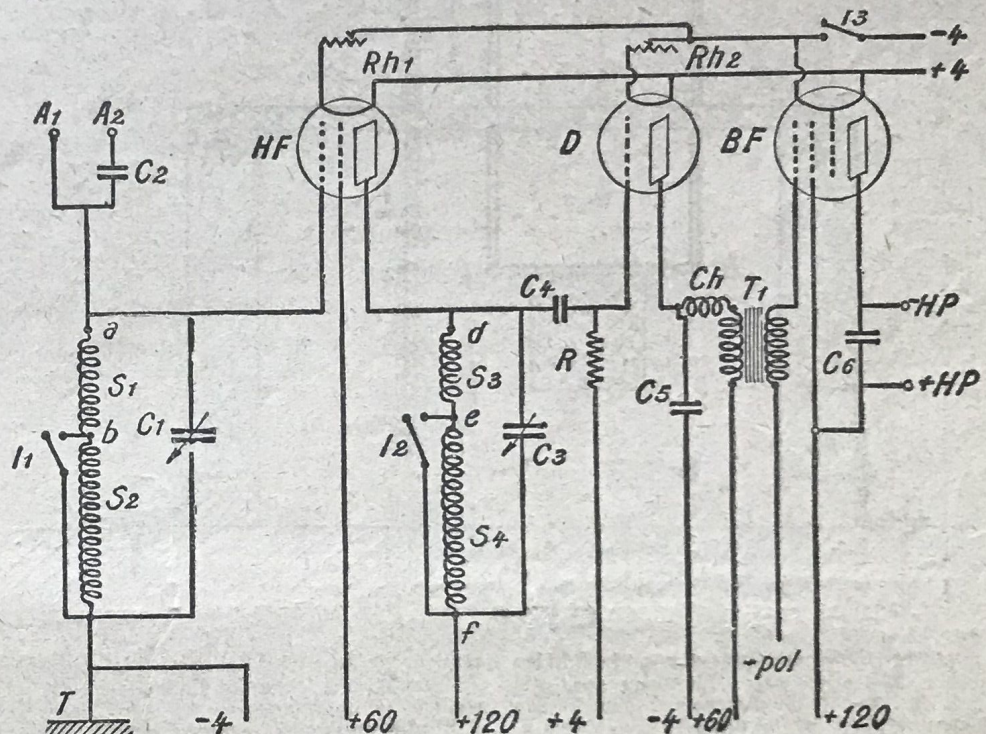 I3
-4
Rh1
Rh2
+4
A1 A2
C2
HF
D
BF
C4
Ch
T1
-HP
a
d
S1
S3
R
C6
C5
+HP
b
C1
e
I1
I2
C3
S2
S4
f
-pol
T
-4
+60
+120
+4
-4
+60
+120